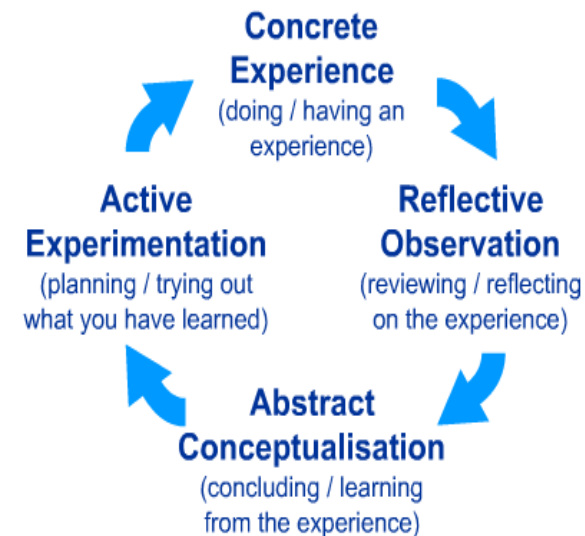 Concrete
Experience
(doing / having an
experience)
Reflective
Observation
(reviewing / reflecting
on the experience)
Abstract
Conceptualisation
(concluding / learning
from the experience)
Active
Experimentation
(planning / trying out
what you have learned)